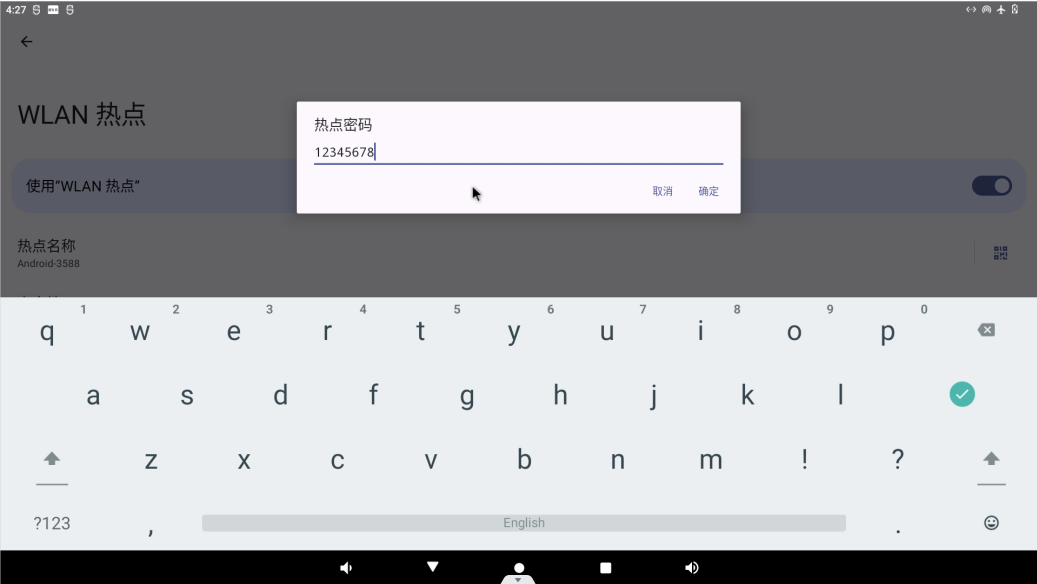 4:27
WLAN 热点
热点密码
12345678
取消 确定
使用“WLAN 热点”
热点名称
Android-3588
1 2 3 4 5 6 7 8 9 0
q w e r t y u i o p
a s d f g h j k l
z x c v b n m ! ?
?123 , English .